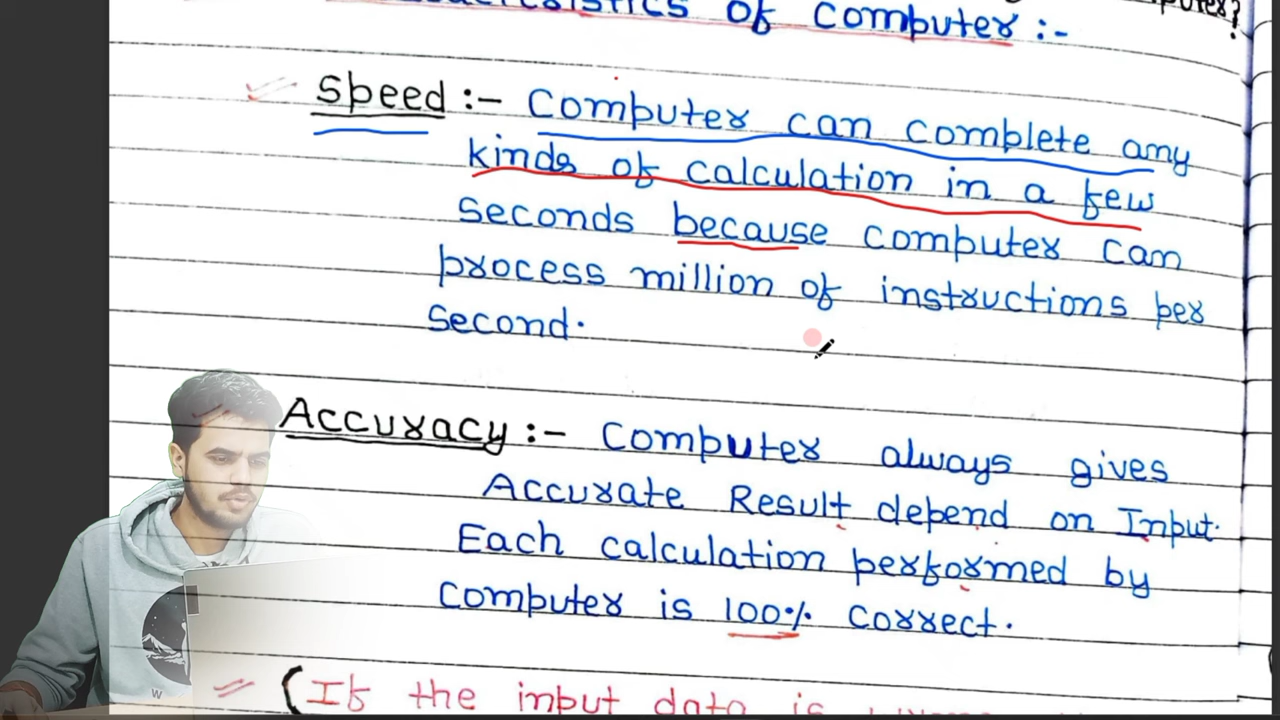 of Computer :-
Speed :- Computer can complete any
kinds of calculation in a few
seconds because computer can
process million of instructions per
second.
Accuracy :- Computer always gives
Accurate Result depend on Input.
Each calculation performed by
Computer is 100% Correct.
(If the input data is
W